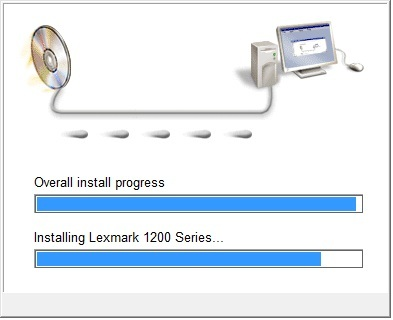 Overall install progress
Installing Lexmark 1200 Series...